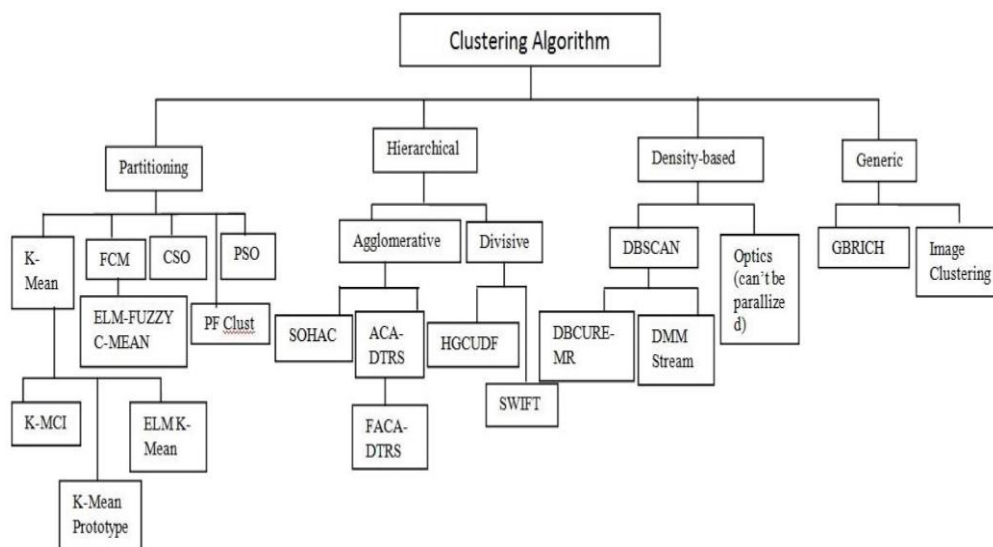 Clustering Algorithm
Partitioning
Hierarchical
Density-based
Generic
K-
Mean
FCM
CSO
PSO
Agglomerative
Divisive
DBSCAN
Optics
(can't be
parallize
d)
GBRICH
Image
Clustering
ELM-FUZZY
C-MEAN
PF Clust
SOHAC
ACA-
DTRS
HGCUDF
DBCURE-
MR
DMM
Stream
K-MCI
ELM K-
Mean
FACA-
DTRS
SWIFT
K-Mean
Prototype